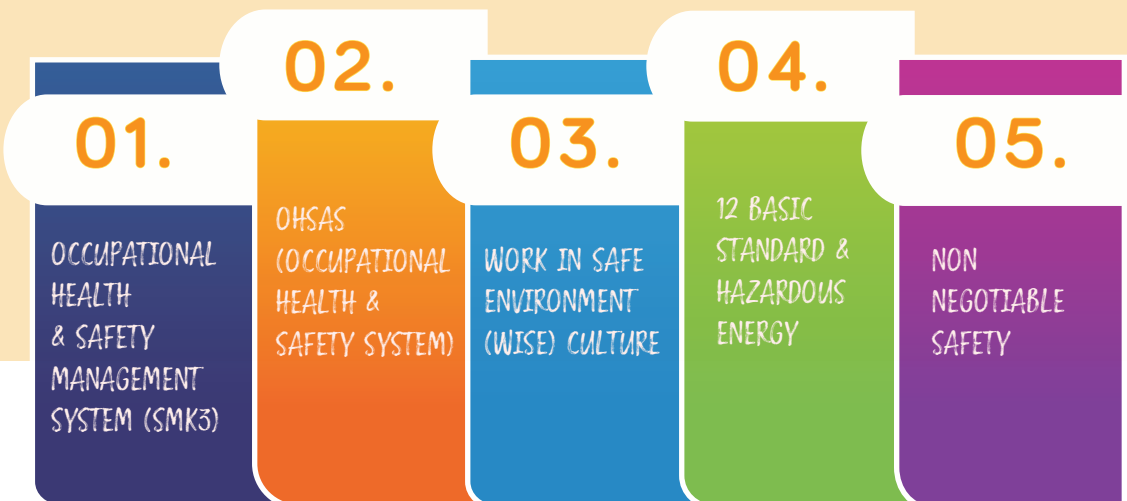 01.
OCCUPATIONAL
HEALTH
& SAFETY
MANAGEMENT
SYSTEM (SMK3)
02.
OHSAS
(OCCUPATIONAL
HEALTH &
SAFETY SYSTEM)
03.
WORK IN SAFE
ENVIRONMENT
(WISE) CULTURE
04.
12 BASIC
STANDARD &
HAZARDOUS
ENERGY
05.
NON
NEGOTIABLE
SAFETY